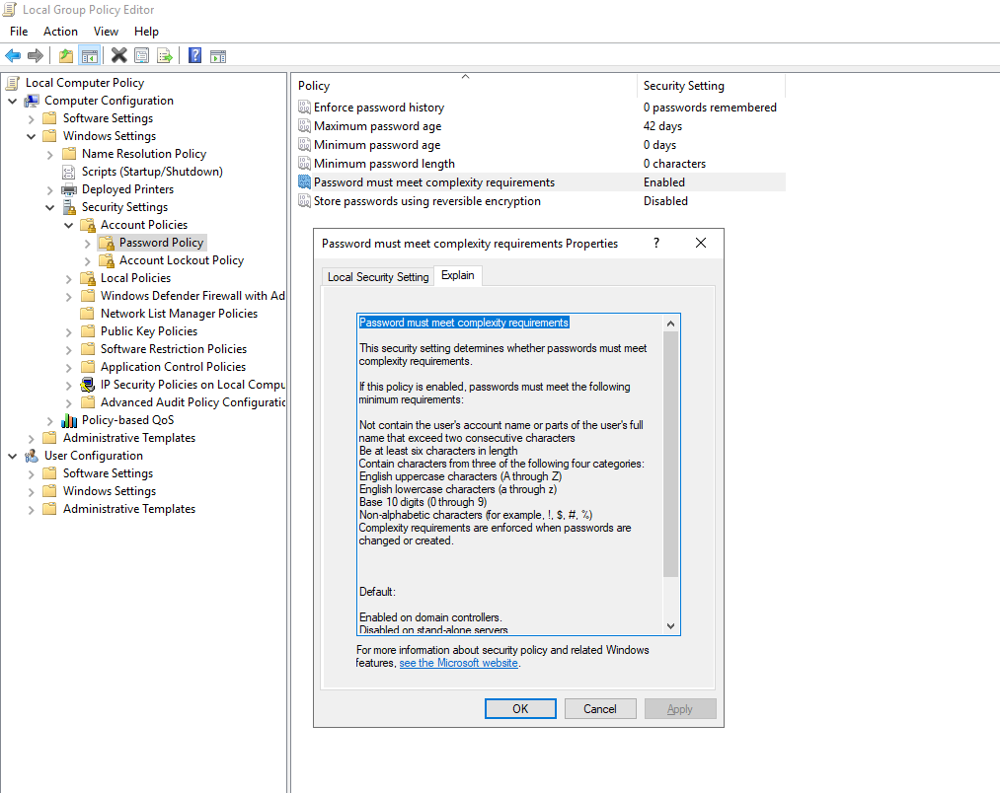 Local Group Policy Editor
File Action View Help
Local Computer Policy
Computer Configuration
Software Settings
Windows Settings
Name Resolution Policy
Scripts (Startup/Shutdown)
Deployed Printers
Security Settings
Account Policies
Password Policy
Account Lockout Policy
Local Policies
Windows Defender Firewall with Ad
Network List Manager Policies
Public Key Policies
Software Restriction Policies
Application Control Policies
IP Security Policies on Local Compu
Advanced Audit Policy Configuratio
Policy-based QoS
Administrative Templates
User Configuration
Software Settings
Windows Settings
Administrative Templates
Policy Security Setting
Enforce password history 0 passwords remembered
Maximum password age 42 days
Minimum password age 0 days
Minimum password length 0 characters
Password must meet complexity requirements Enabled
Store passwords using reversible encryption Disabled
Password must meet complexity requirements Properties ?
Local Security Setting Explain
Password must meet complexity requirements
This security setting determines whether passwords must meet
complexity requirements.
If this policy is enabled, passwords must meet the following
minimum requirements:
Not contain the user's account name or parts of the user's full
name that exceed two consecutive characters
Be at least six characters in length
Contain characters from three of the following four categories:
English uppercase characters (A through Z)
English lowercase characters (a through z)
Base 10 digits (0 through 9)
Non-alphabetic characters (for example, !, $, #, %)
Complexity requirements are enforced when passwords are
changed or created.
Default:
Enabled on domain controllers.
Disabled on stand-alone servers.
For more information about security policy and related Windows
features, see the Microsoft website.
OK Cancel Apply